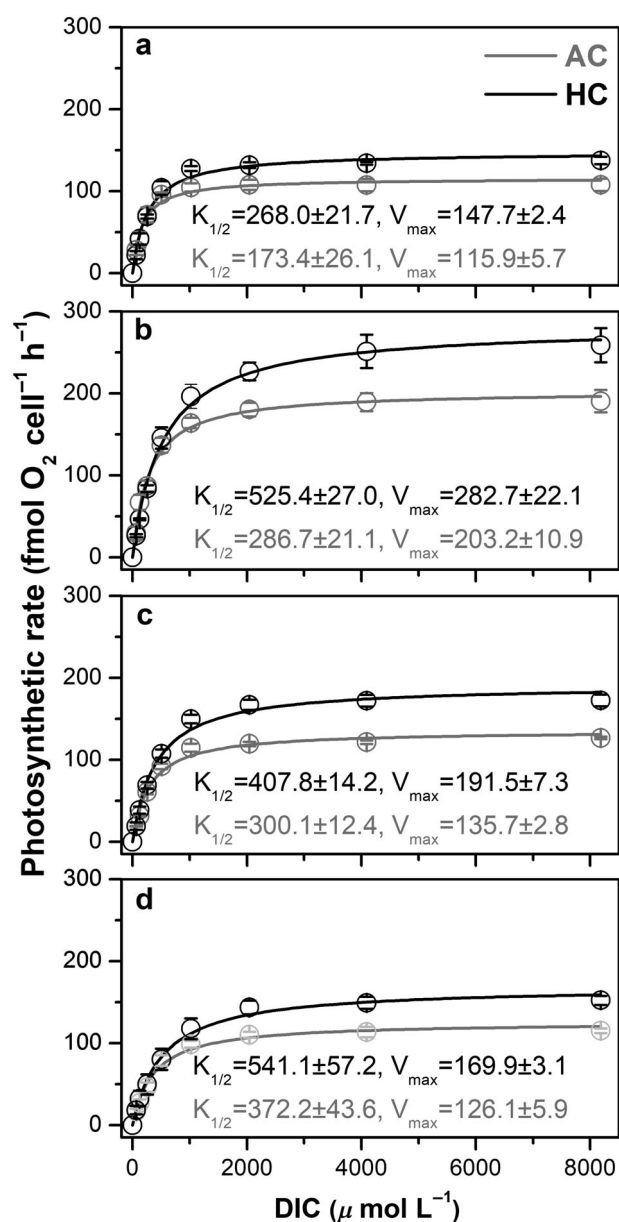 Photosynthetic rate (fmol O₂ cell⁻¹ h⁻¹)
300
a
AC
HC
200
100
K₁/₂=268.0±21.7, Vmax=147.7±2.4
K₁/₂=173.4±26.1, Vmax=115.9±5.7
0
300
b
200
100
K₁/₂=525.4±27.0, Vmax=282.7±22.1
K₁/₂=286.7±21.1, Vmax=203.2±10.9
0
300
c
200
100
K₁/₂=407.8±14.2, Vmax=191.5±7.3
K₁/₂=300.1±12.4, Vmax=135.7±2.8
0
300
d
200
100
K₁/₂=541.1±57.2, Vmax=169.9±3.1
K₁/₂=372.2±43.6, Vmax=126.1±5.9
0
0 2000 4000 6000 8000
DIC (μ mol L⁻¹)